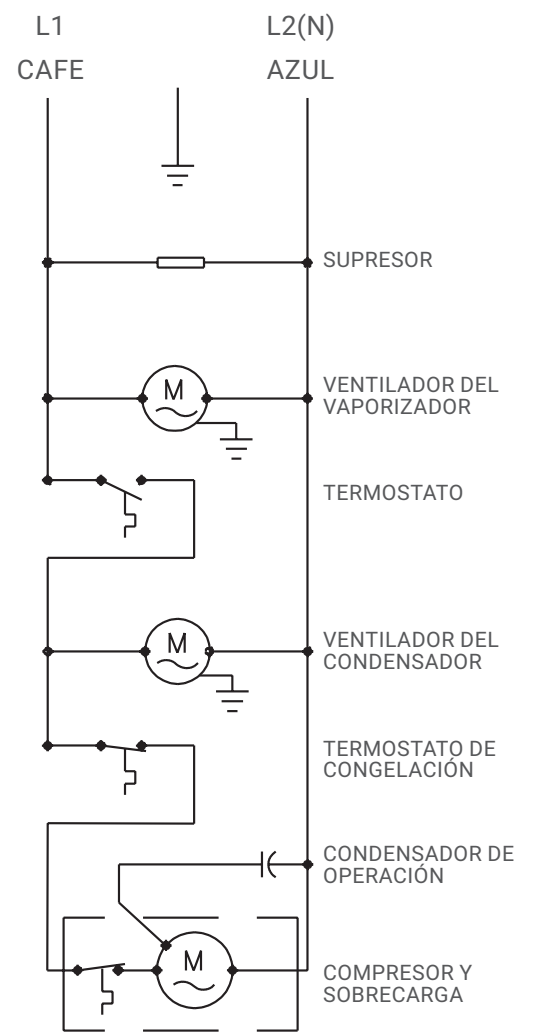 L1 L2(N)
CAFE AZUL
SUPRESOR
M
VENTILADOR DEL
VAPORIZADOR
TERMOSTATO
M
VENTILADOR DEL
CONDENSADOR
TERMOSTATO DE
CONGELACIÓN
CONDENSADOR DE
OPERACIÓN
M
COMPRESOR Y
SOBRECARGA